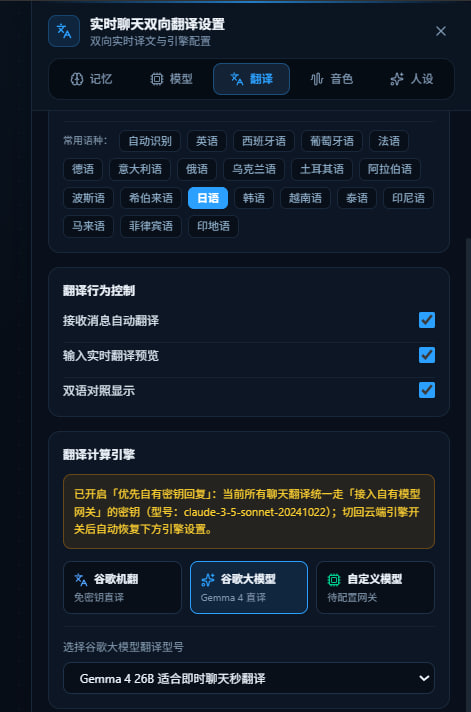 实时聊天双向翻译设置
双向实时译文与引擎配置
记忆 模型 翻译 音色 人设
常用语种： 自动识别 英语 西班牙语 葡萄牙语 法语
德语 意大利语 俄语 乌克兰语 土耳其语 阿拉伯语
波斯语 希伯来语 日语 韩语 越南语 泰语 印尼语
马来语 菲律宾语 印地语
翻译行为控制
接收消息自动翻译
输入实时翻译预览
双语对照显示
翻译计算引擎
已开启「优先自有密钥回复」：当前所有聊天翻译统一走「接入自有模型
网关」的密钥（型号：claude-3-5-sonnet-20241022）；切回云端引擎开
关后自动恢复下方引擎设置。
谷歌机翻 谷歌大模型 自定义模型
免密钥直译 Gemma 4 直译 待配置网关
选择谷歌大模型翻译型号
Gemma 4 26B 适合即时聊天秒翻译